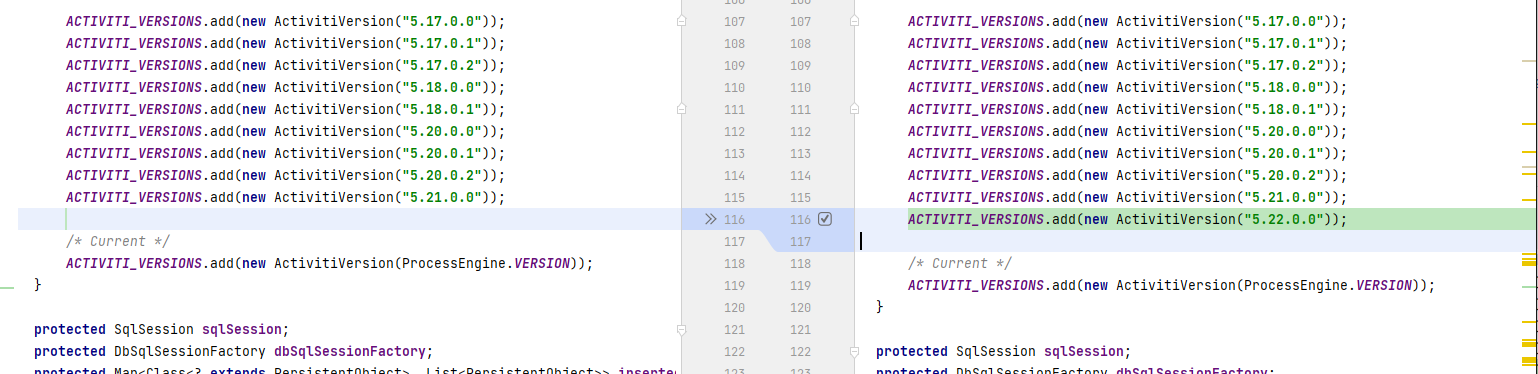 ACTIVITI_VERSIONS.add(new ActivitiVersion("5.17.0.0"));
ACTIVITI_VERSIONS.add(new ActivitiVersion("5.17.0.1"));
ACTIVITI_VERSIONS.add(new ActivitiVersion("5.17.0.2"));
ACTIVITI_VERSIONS.add(new ActivitiVersion("5.18.0.0"));
ACTIVITI_VERSIONS.add(new ActivitiVersion("5.18.0.1"));
ACTIVITI_VERSIONS.add(new ActivitiVersion("5.20.0.0"));
ACTIVITI_VERSIONS.add(new ActivitiVersion("5.20.0.1"));
ACTIVITI_VERSIONS.add(new ActivitiVersion("5.20.0.2"));
ACTIVITI_VERSIONS.add(new ActivitiVersion("5.21.0.0"));
/* Current */
ACTIVITI_VERSIONS.add(new ActivitiVersion(ProcessEngine.VERSION));
}
protected SqlSession sqlSession;
protected DbSqlSessionFactory dbSqlSessionFactory;
protected Map<Class<? extends PersistentObject>, List<PersistentObject>> inserte
107 107
108 108
109 109
110 110
111 111
112 112
113 113
114 114
115 115
116 116
117 117
118 118
119 119
120 120
121 121
122 122
123 123
ACTIVITI_VERSIONS.add(new ActivitiVersion("5.17.0.0"));
ACTIVITI_VERSIONS.add(new ActivitiVersion("5.17.0.1"));
ACTIVITI_VERSIONS.add(new ActivitiVersion("5.17.0.2"));
ACTIVITI_VERSIONS.add(new ActivitiVersion("5.18.0.0"));
ACTIVITI_VERSIONS.add(new ActivitiVersion("5.18.0.1"));
ACTIVITI_VERSIONS.add(new ActivitiVersion("5.20.0.0"));
ACTIVITI_VERSIONS.add(new ActivitiVersion("5.20.0.1"));
ACTIVITI_VERSIONS.add(new ActivitiVersion("5.20.0.2"));
ACTIVITI_VERSIONS.add(new ActivitiVersion("5.21.0.0"));
ACTIVITI_VERSIONS.add(new ActivitiVersion("5.22.0.0"));
/* Current */
ACTIVITI_VERSIONS.add(new ActivitiVersion(ProcessEngine.VERSION));
}
protected SqlSession sqlSession;
protected DbSqlSessionFactory dbSqlSessionFactory;